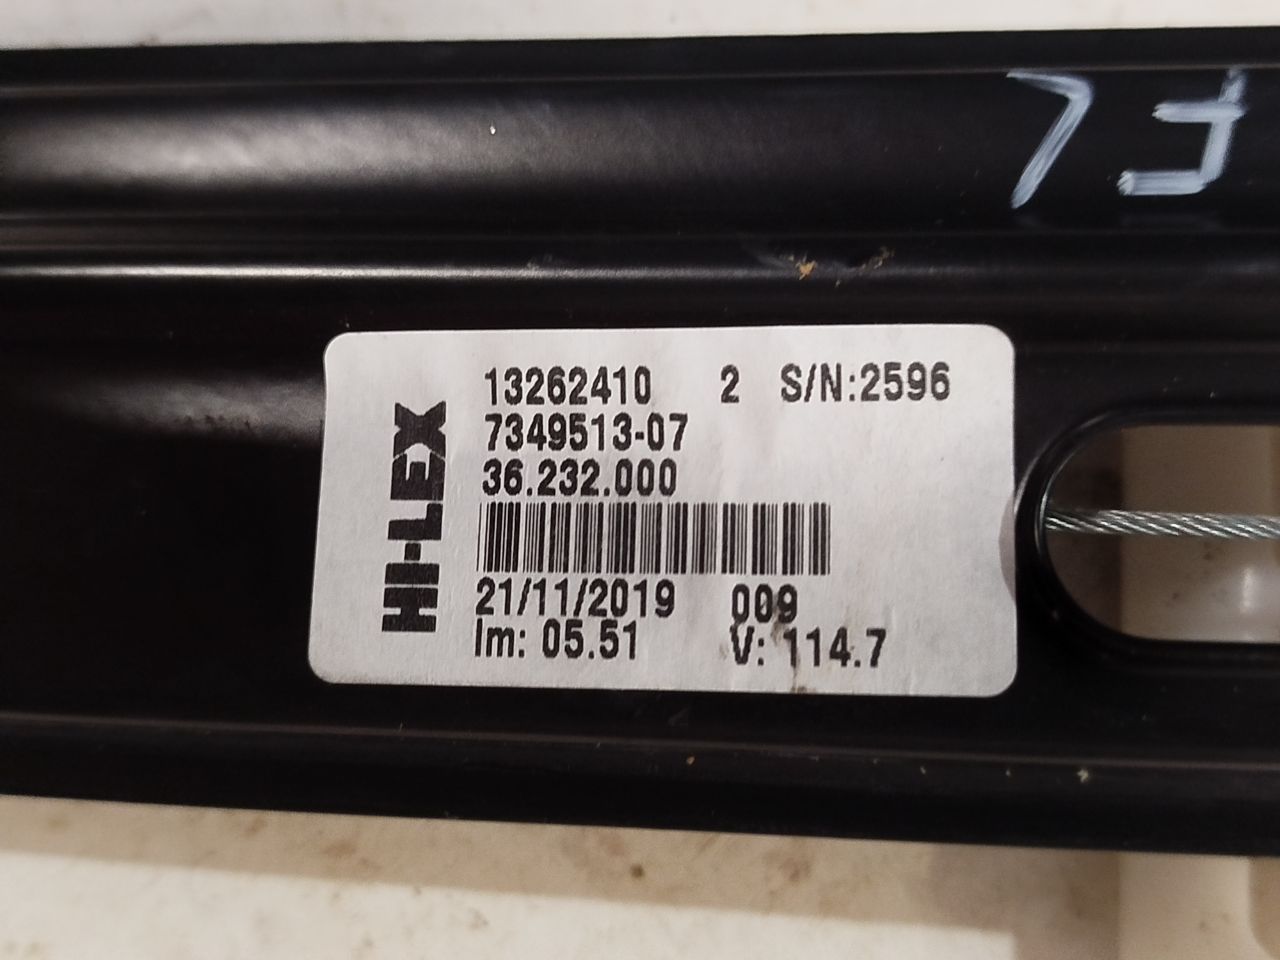 7 F
HI-LEX
13262410 2 S/N:2596
7349513-07
36.232.000
21/11/2019 009
Im: 05.51 V: 114.7